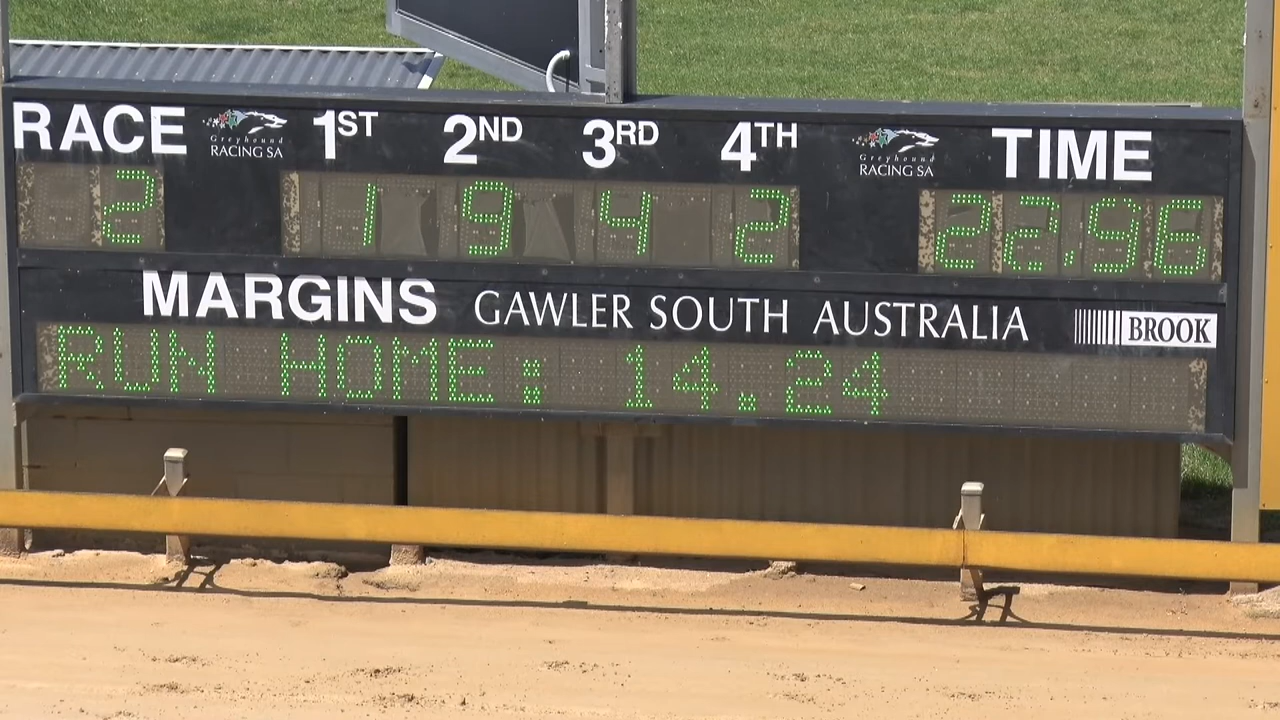 RACE Greyhound RACING SA 1ST 2ND 3RD 4TH Greyhound RACING SA TIME
2 1 9 4 2 22.96
MARGINS GAWLER SOUTH AUSTRALIA BROOK
RUN HOME: 14.24